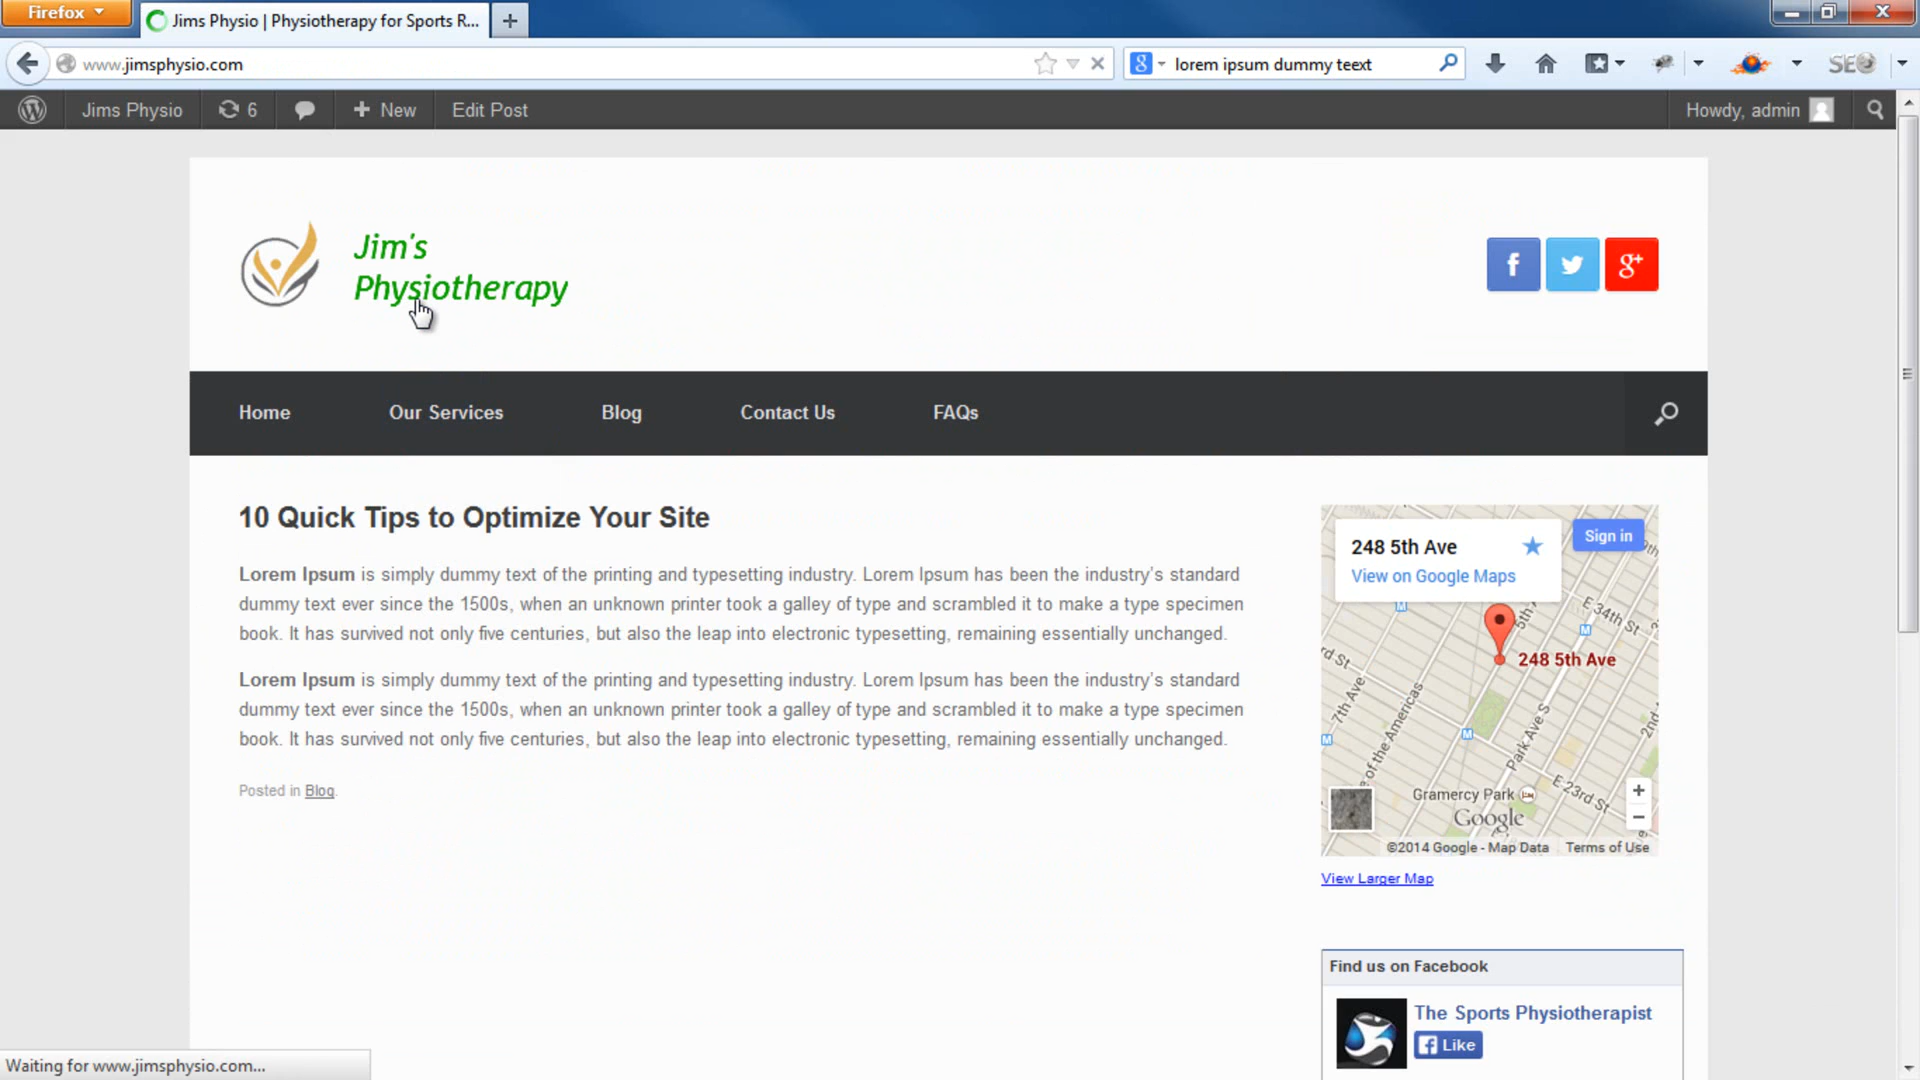 Firefox
Jims Physio | Physiotherapy for Sports R...
www.jimsphysio.com
lorem ipsum dummy teext
SEO
Jims Physio
6
New
Edit Post
Howdy, admin
Jim's
Physiotherapy
Home
Our Services
Blog
Contact Us
FAQs
10 Quick Tips to Optimize Your Site
Lorem Ipsum is simply dummy text of the printing and typesetting industry. Lorem Ipsum has been the industry's standard
dummy text ever since the 1500s, when an unknown printer took a galley of type and scrambled it to make a type specimen
book. It has survived not only five centuries, but also the leap into electronic typesetting, remaining essentially unchanged.
Lorem Ipsum is simply dummy text of the printing and typesetting industry. Lorem Ipsum has been the industry's standard
dummy text ever since the 1500s, when an unknown printer took a galley of type and scrambled it to make a type specimen
book. It has survived not only five centuries, but also the leap into electronic typesetting, remaining essentially unchanged.
Posted in Blog.
248 5th Ave
View on Google Maps
Sign in
E 34th St
5th Ave
248 5th Ave
rd St
7th Ave
of the Americas
Park Ave S
2nd
Gramercy Park
E 23rd St
Google
©2014 Google - Map Data
Terms of Use
View Larger Map
Find us on Facebook
The Sports Physiotherapist
Like
Waiting for www.jimsphysio.com...